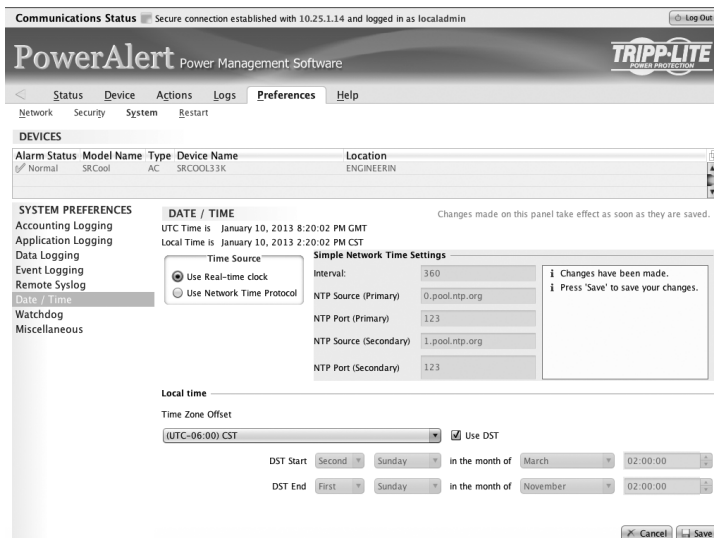 Communications Status Secure connection established with 10.25.1.14 and logged in as localadmin Log Out
PowerAlert Power Management Software TRIPP·LITE
POWER PROTECTION
Status Device Actions Logs Preferences Help
Network Security System Restart
DEVICES
Alarm Status Model Name Type Device Name Location
Normal SRCool AC SRCOOL33K ENGINEERIN
SYSTEM PREFERENCES
Accounting Logging
Application Logging
Data Logging
Event Logging
Remote Syslog
Date / Time
Watchdog
Miscellaneous
DATE / TIME Changes made on this panel take effect as soon as they are saved.
UTC Time is January 10, 2013 8:20:02 PM GMT
Local Time is January 10, 2013 2:20:02 PM CST
Time Source
Use Real-time clock
Use Network Time Protocol
Simple Network Time Settings
Interval: 360
NTP Source (Primary) 0.pool.ntp.org
NTP Port (Primary) 123
NTP Source (Secondary) 1.pool.ntp.org
NTP Port (Secondary) 123
i Changes have been made.
i Press 'Save' to save your changes.
Local time
Time Zone Offset
(UTC-06:00) CST Use DST
DST Start Second Sunday in the month of March 02:00:00
DST End First Sunday in the month of November 02:00:00
Cancel Save